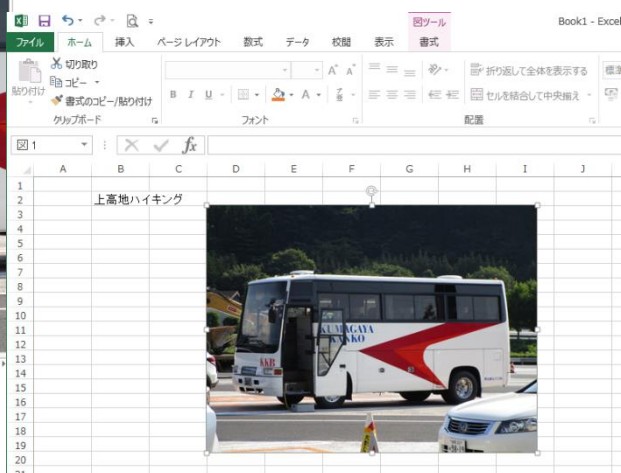 図ツール
Book1 - Excel
ファイル ホーム 挿入 ページ レイアウト 数式 データ 校閲 表示 書式
切り取り
コピー
貼り付け
書式のコピー/貼り付け
クリップボード
B I U
A A
フォント
折り返して全体を表示する
セルを結合して中央揃え
配置
標準
図 1
fx
A B C D E F G H I J
1
2 上高地ハイキング
3
4
5
6
7
8
9
10
11
12
13
14
15
16
17
18
19
20
21
KUMAGAYA
KANKO
KKB